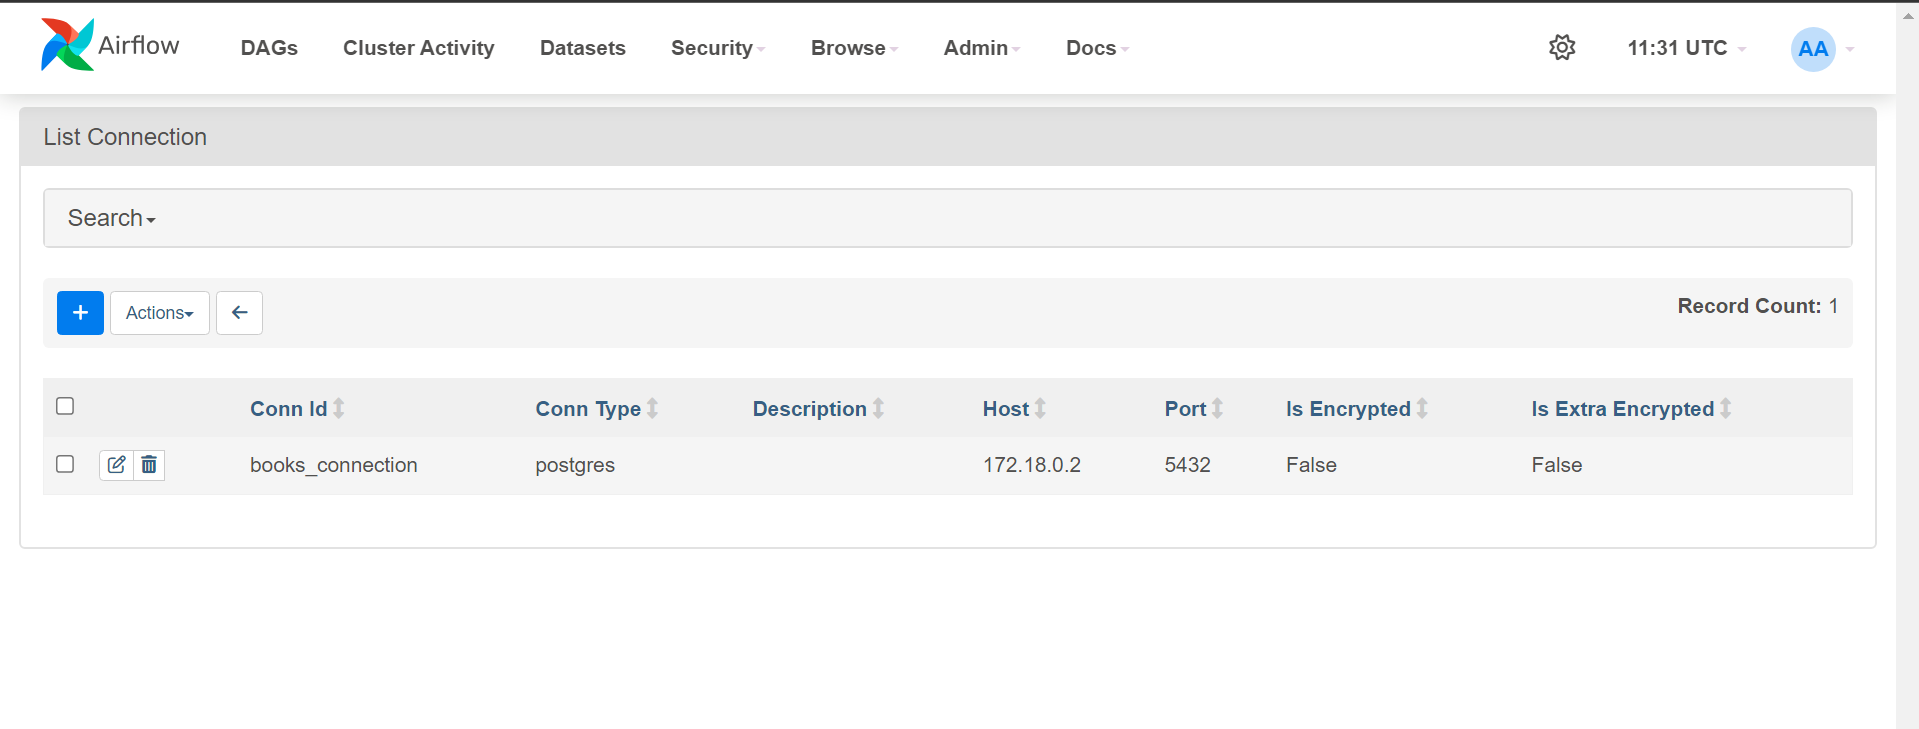 Airflow DAGs Cluster Activity Datasets Security Browse Admin Docs 11:31 UTC AA
List Connection
Search
Actions Record Count: 1
Conn Id Conn Type Description Host Port Is Encrypted Is Extra Encrypted
books_connection postgres 172.18.0.2 5432 False False